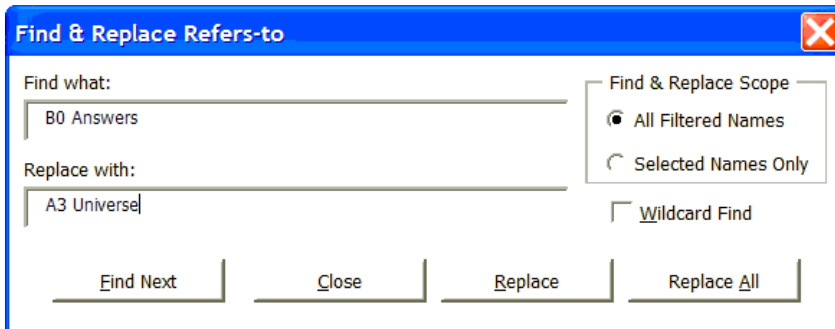 Find & Replace Refers-to
Find what:
B0 Answers
Replace with:
A3 Universe
Find & Replace Scope
All Filtered Names
Selected Names Only
Wildcard Find
Find Next
Close
Replace
Replace All